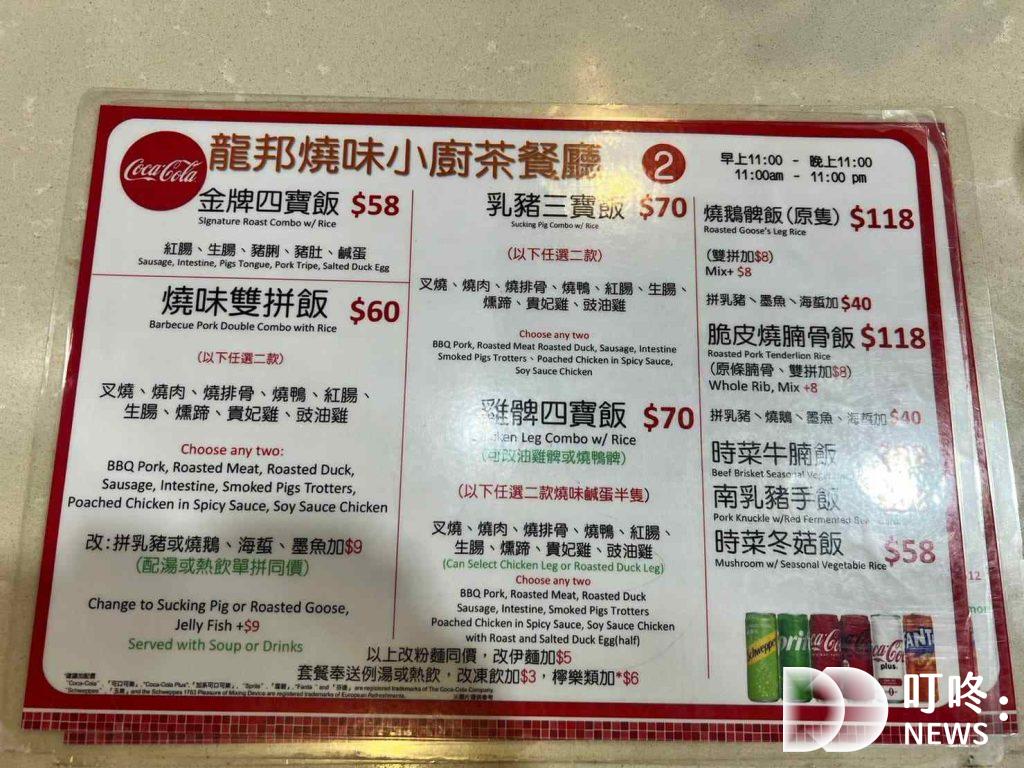 Coca-Cola
龍邦燒味小廚茶餐廳 2
早上11:00 - 晚上11:00
11:00am - 11:00 pm
金牌四寶飯 $58
Signature Roast Combo w/ Rice
紅腸、生腸、豬脷、豬肚、鹹蛋
Sausage, Intestine, Pigs Tongue, Pork Tripe, Salted Duck Egg
燒味雙拼飯 $60
Barbecue Pork Double Combo with Rice
(以下任選二款)
叉燒、燒肉、燒排骨、燒鴨、紅腸、
生腸、燻蹄、貴妃雞、豉油雞
Choose any two:
BBQ Pork, Roasted Meat, Roasted Duck,
Sausage, Intestine, Smoked Pigs Trotters,
Poached Chicken in Spicy Sauce, Soy Sauce Chicken
改:拼乳豬或燒鵝、海蜇、墨魚加$9
(配湯或熱飲單拼同價)
Change to Sucking Pig or Roasted Goose,
Jelly Fish +$9
Served with Soup or Drinks
乳豬三寶飯 $70
Sucking Pig Combo w/ Rice
(以下任選二款)
叉燒、燒肉、燒排骨、燒鴨、紅腸、生腸、
燻蹄、貴妃雞、豉油雞
Choose any two
BBQ Pork, Roasted Meat Roasted Duck, Sausage, Intestine
Smoked Pigs Trotters、Poached Chicken in Spicy Sauce,
Soy Sauce Chicken
雞髀四寶飯 $70
Chicken Leg Combo w/ Rice
(可改油雞髀或燒鴨髀)
(以下任選二款燒味鹹蛋半隻)
叉燒、燒肉、燒排骨、燒鴨、紅腸、
生腸、燻蹄、貴妃雞、豉油雞
(Can Select Chicken Leg or Roasted Duck Leg)
Choose any two
BBQ Pork, Roasted Meat, Roasted Duck
Sausage, Intestine, Smoked Pigs Trotters
Poached Chicken in Spicy Sauce, Soy Sauce Chicken
with Roast and Salted Duck Egg(half)
燒鵝髀飯(原隻) $118
Roasted Goose's Leg Rice
(雙拼加$8)
Mix+ $8
拼乳豬、墨魚、海蜇加$40
脆皮燒腩骨飯 $118
Roasted Pork Tenderlion Rice
(原條腩骨、雙拼加$8)
Whole Rib, Mix +8
拼乳豬、燒鵝、墨魚、海蜇加$40
時菜牛腩飯
Beef Brisket Seasonal
南乳豬手飯
Pork Knuckle w/Red Fermented
時菜冬菇飯 $58
Mushroom w/ Seasonal Vegetable Rice
以上改粉麵同價,改伊麵加$5
套餐奉送例湯或熱飲,改凍飲加$3,檸樂類加*$6
Schweppes
Coca-Cola
plus
叮咚:
DD NEWS